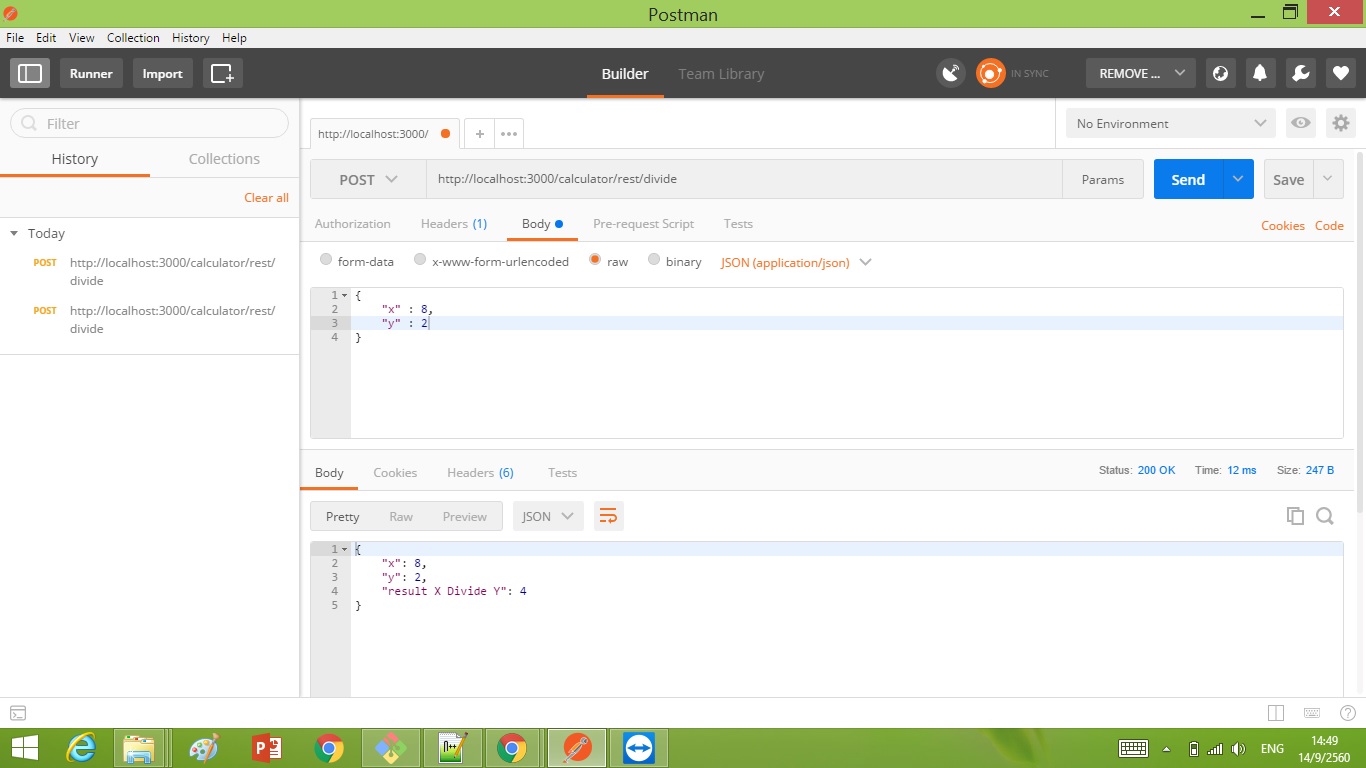 Postman
File Edit View Collection History Help
Runner Import Builder Team Library IN SYNC REMOVE ...
Filter
http://localhost:3000/ + ••• No Environment
History Collections
Clear all
Today
POST http://localhost:3000/calculator/rest/
divide
POST http://localhost:3000/calculator/rest/
divide
POST http://localhost:3000/calculator/rest/divide Params Send Save
Authorization Headers (1) Body Pre-request Script Tests Cookies Code
form-data x-www-form-urlencoded raw binary JSON (application/json)
1 {
2 "x" : 8,
3 "y" : 2
4 }
Body Cookies Headers (6) Tests Status: 200 OK Time: 12 ms Size: 247 B
Pretty Raw Preview JSON
1 {
2 "x": 8,
3 "y": 2,
4 "result X Divide Y": 4
5 }
ENG 14:49
14/9/2560